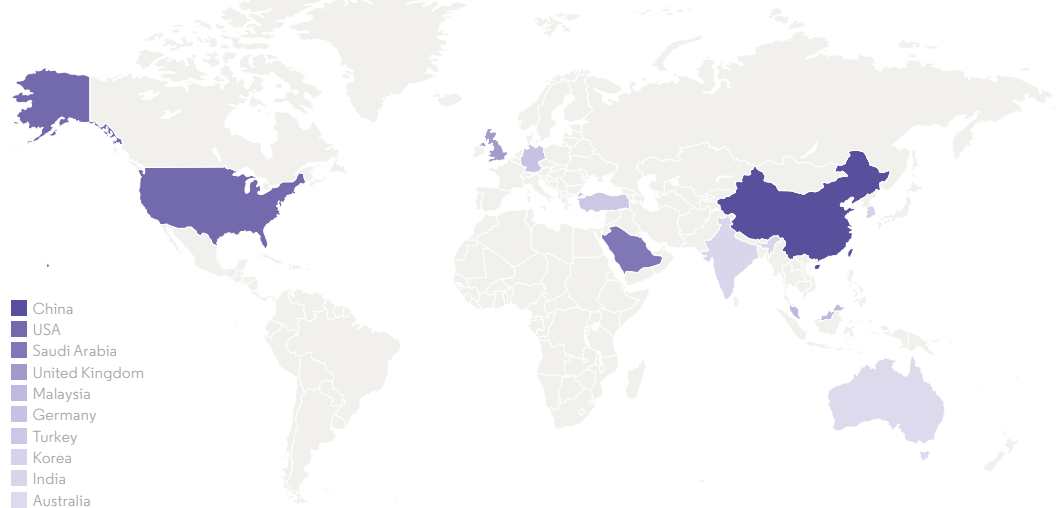 China
USA
Saudi Arabia
United Kingdom
Malaysia
Germany
Turkey
Korea
India
Australia